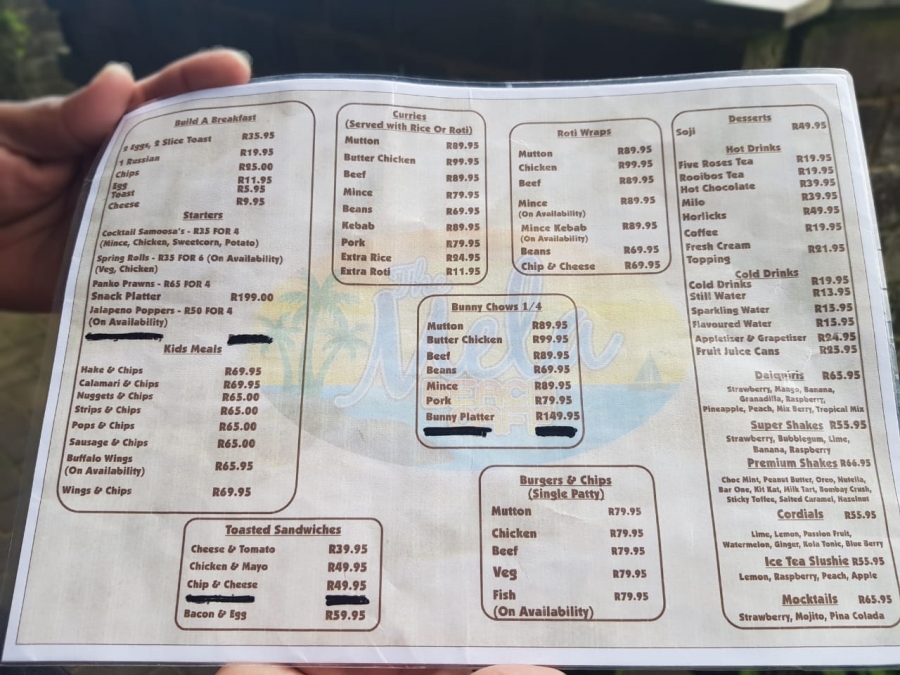 Build A Breakfast
2 Eggs, 2 Slice Toast R35.95
1 Russian R19.95
Chips R25.00
Egg R11.95
Toast R5.95
Cheese R9.95
Starters
Cocktail Samoosa's - R35 FOR 4
(Mince, Chicken, Sweetcorn, Potato)
Spring Rolls - R35 FOR 6 (On Availability)
(Veg, Chicken)
Panko Prawns - R65 FOR 4
Snack Platter R199.00
Jalapeno Poppers - R50 FOR 4
(On Availability)
Kids Meals
Hake & Chips R69.95
Calamari & Chips R69.95
Nuggets & Chips R65.00
Strips & Chips R65.00
Pops & Chips R65.00
Sausage & Chips R65.00
Buffalo Wings R65.95
(On Availability)
Wings & Chips R69.95
Toasted Sandwiches
Cheese & Tomato R39.95
Chicken & Mayo R49.95
Chip & Cheese R49.95
Bacon & Egg R59.95
Curries
(Served with Rice Or Roti)
Mutton R89.95
Butter Chicken R99.95
Beef R89.95
Mince R79.95
Beans R69.95
Kebab R89.95
Pork R79.95
Extra Rice R24.95
Extra Roti R11.95
Roti Wraps
Mutton R89.95
Chicken R99.95
Beef R89.95
Mince R89.95
(On Availability)
Mince Kebab R89.95
(On Availability)
Beans R69.95
Chip & Cheese R69.95
The
Mela
Bunny Chows 1/4
Mutton R89.95
Butter Chicken R99.95
Beef R89.95
Beans R69.95
Mince R89.95
Pork R79.95
Bunny Platter R149.95
Burgers & Chips
(Single Patty)
Mutton R79.95
Chicken R79.95
Beef R79.95
Veg R79.95
Fish R79.95
(On Availability)
Desserts
Soji R49.95
Hot Drinks
Five Roses Tea R19.95
Rooibos Tea R19.95
Hot Chocolate R39.95
Milo R39.95
Horlicks R49.95
Coffee R19.95
Fresh Cream R21.95
Topping
Cold Drinks
Cold Drinks R19.95
Still Water R13.95
Sparkling Water R15.95
Flavoured Water R15.95
Appletiser & Grapetiser R24.95
Fruit Juice Cans R25.95
Daiquiris R65.95
Strawberry, Mango, Banana,
Granadilla, Raspberry,
Pineapple, Peach, Mix Berry, Tropical Mix
Super Shakes R55.95
Strawberry, Bubblegum, Lime,
Banana, Raspberry
Premium Shakes R66.95
Choc Mint, Peanut Butter, Oreo, Nutella,
Bar One, Kit Kat, Milk Tart, Bombay Crush,
Sticky Toffee, Salted Caramel, Hazelnut
Cordials R55.95
Lime, Lemon, Passion Fruit,
Watermelon, Ginger, Kola Tonic, Blue Berry
Ice Tea Slushie R55.95
Lemon, Raspberry, Peach, Apple
Mocktails R65.95
Strawberry, Mojito, Pina Colada